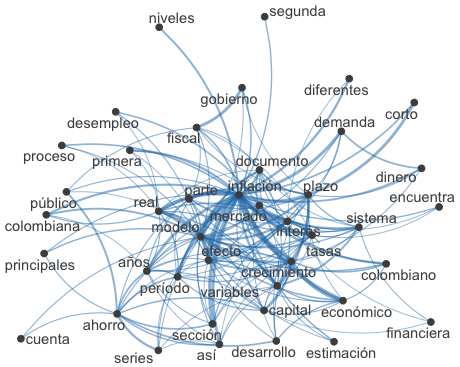 niveles
segunda
diferentes
gobierno
corto
desempleo
demanda
fiscal
proceso
primera
documento
dinero
parte
inflación
plazo
encuentra
público
real
mercado
sistema
colombiana
modelo
interés
efecto
tasas
principales
años
crecimiento
colombiano
período
variables
capital
económico
ahorro
sección
financiera
cuenta
series
así
desarrollo
estimación